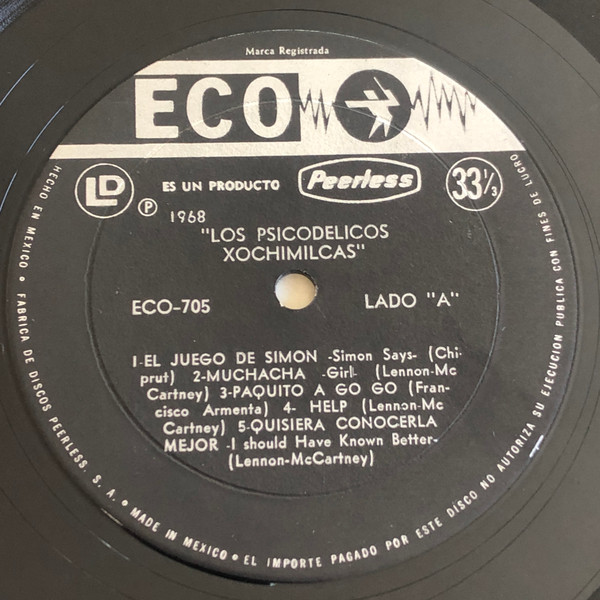 Marca Registrada
ECO
LD
ES UN PRODUCTO
Peerless
33⅓
Ⓟ 1968
"LOS PSICODELICOS
XOCHIMILCAS"
ECO-705
LADO "A"
1-EL JUEGO DE SIMON -Simon Says- (Chi-
prut) 2-MUCHACHA -Girl- (Lennon-Mc
Cartney) 3-PAQUITO A GO GO (Fran-
cisco Armenta) 4- HELP (Lennon-Mc
Cartney) 5-QUISIERA CONOCERLA
MEJOR -I should Have Known Better-
(Lennon-McCartney)
HECHO EN MEXICO • FABRICA DE DISCOS PEERLESS, S. A. • MADE IN MEXICO • EL IMPORTE PAGADO POR ESTE DISCO NO AUTORIZA SU EJECUCION PUBLICA CON FINES DE LUCRO